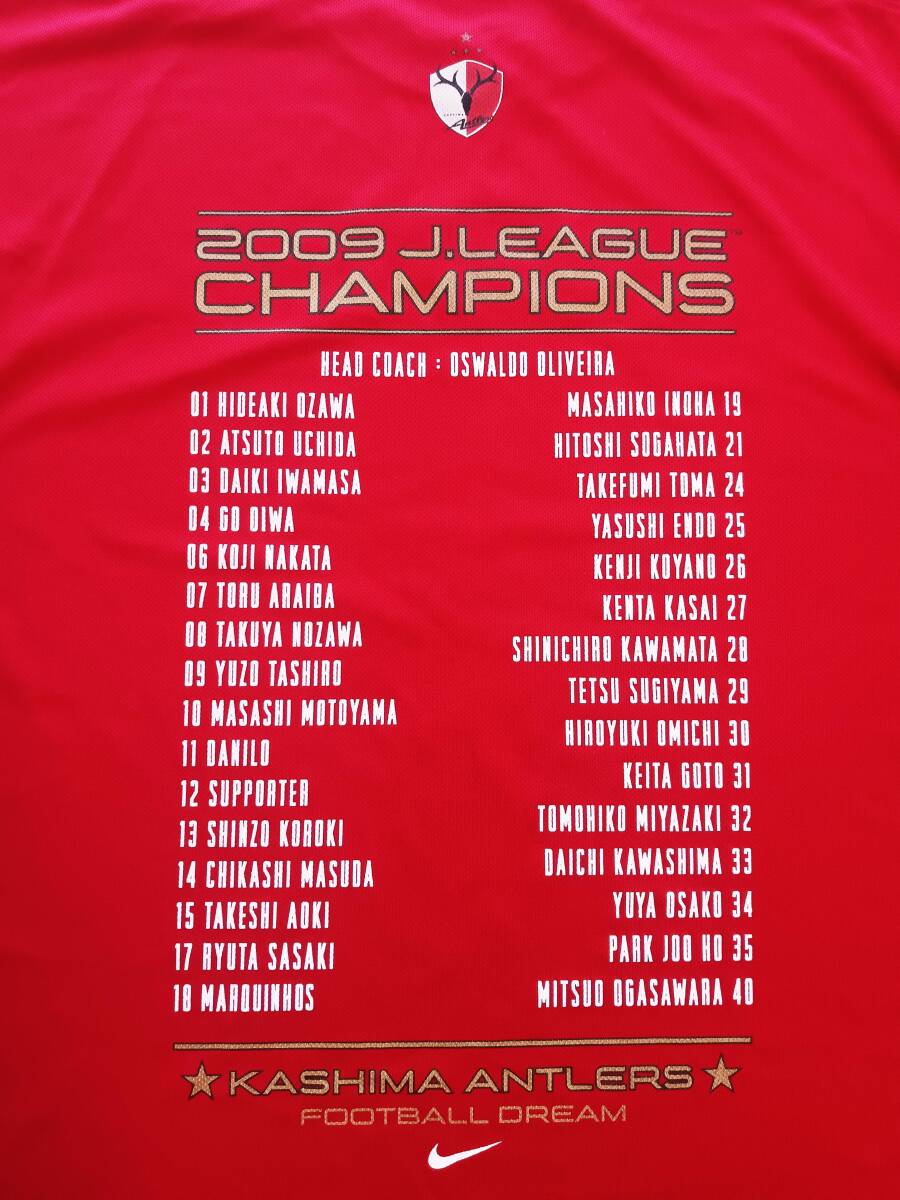 KASHIMA
Antlers
2009 J.LEAGUE™
CHAMPIONS
HEAD COACH : OSWALDO OLIVEIRA
01 HIDEAKI OZAWA
02 ATSUTO UCHIDA
03 DAIKI IWAMASA
04 GO OIWA
06 KOJI NAKATA
07 TORU ARAIBA
08 TAKUYA NOZAWA
09 YUZO TASHIRO
10 MASASHI MOTOYAMA
11 DANILO
12 SUPPORTER
13 SHINZO KOROKI
14 CHIKASHI MASUDA
15 TAKESHI AOKI
17 RYUTA SASAKI
18 MARQUINHOS
MASAHIKO INOHA 19
HITOSHI SOGAHATA 21
TAKEFUMI TOMA 24
YASUSHI ENDO 25
KENJI KOYANO 26
KENTA KASAI 27
SHINICHIRO KAWAMATA 28
TETSU SUGIYAMA 29
HIROYUKI OMICHI 30
KEITA GOTO 31
TOMOHIKO MIYAZAKI 32
DAICHI KAWASHIMA 33
YUYA OSAKO 34
PARK JOO HO 35
MITSUO OGASAWARA 40
KASHIMA ANTLERS
FOOTBALL DREAM